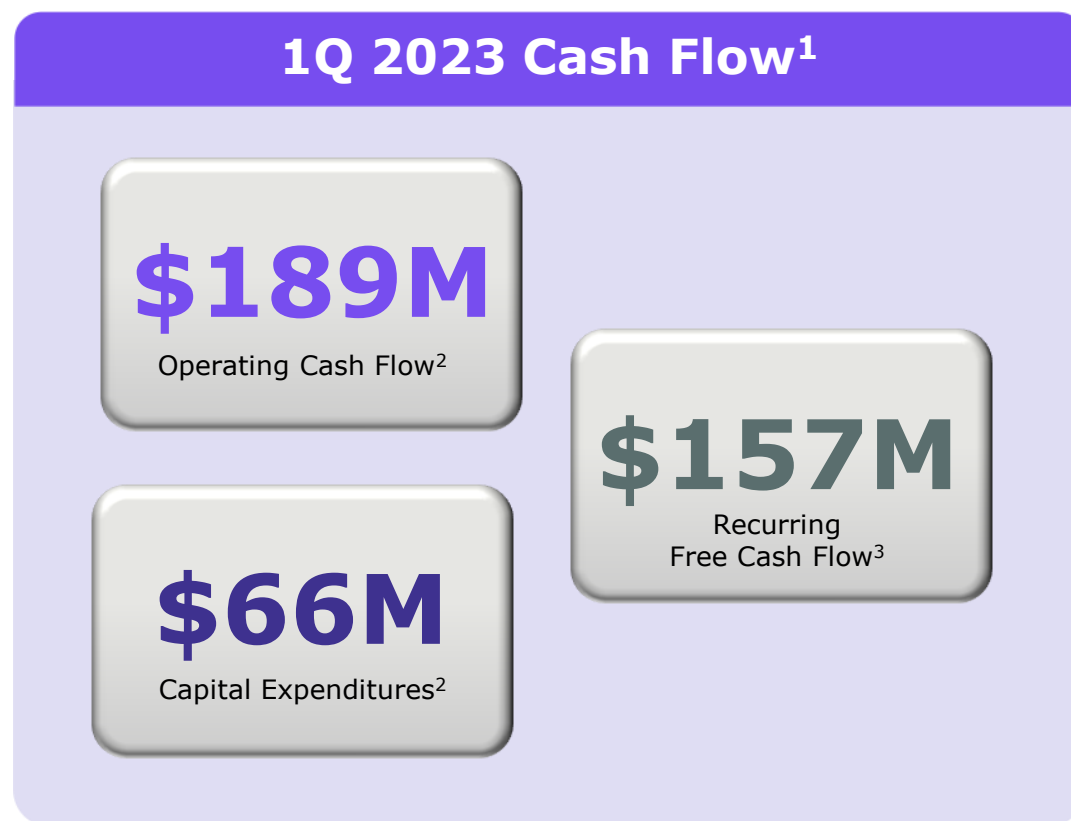 1Q 2023 Cash Flow¹
$189M
Operating Cash Flow²
$157M
Recurring
Free Cash Flow³
$66M
Capital Expenditures²